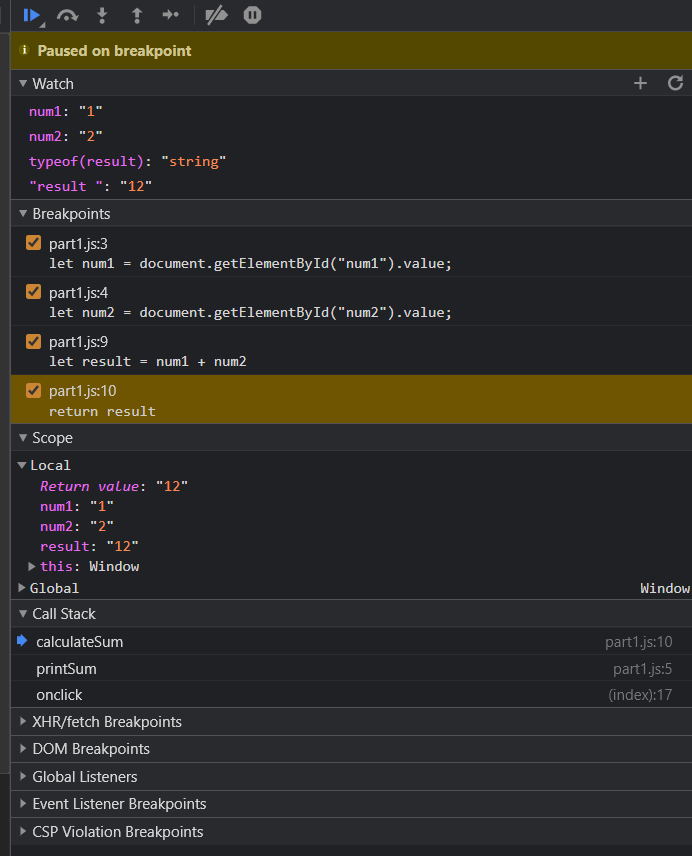 Paused on breakpoint
Watch
num1: "1"
num2: "2"
typeof(result): "string"
"result ": "12"
Breakpoints
part1.js:3
let num1 = document.getElementById("num1").value;
part1.js:4
let num2 = document.getElementById("num2").value;
part1.js:9
let result = num1 + num2
part1.js:10
return result
Scope
Local
Return value: "12"
num1: "1"
num2: "2"
result: "12"
this: Window
Global Window
Call Stack
calculateSum part1.js:10
printSum part1.js:5
onclick (index):17
XHR/fetch Breakpoints
DOM Breakpoints
Global Listeners
Event Listener Breakpoints
CSP Violation Breakpoints